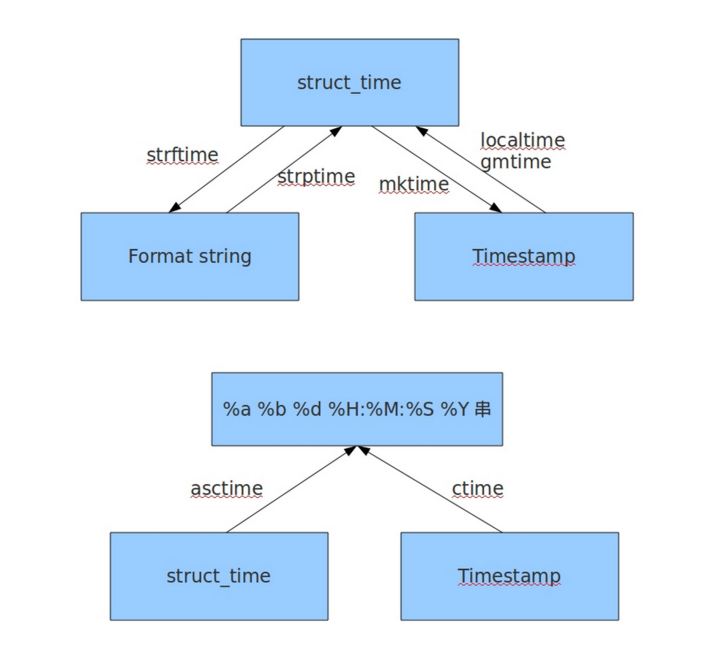 struct_time
strftime
strptime
mktime
localtime
gmtime
Format string
Timestamp
%a %b %d %H:%M:%S %Y 串
asctime
ctime
struct_time
Timestamp